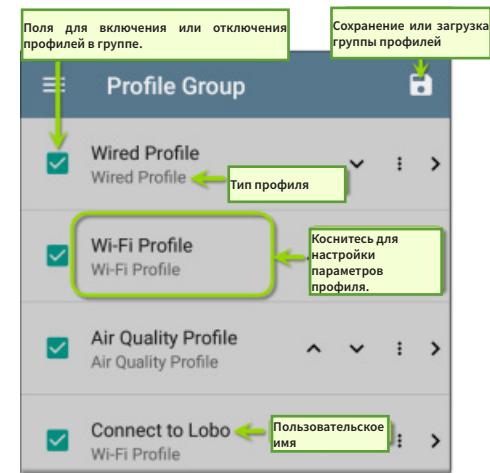 Поля для включения или отключения
профилей в группе.
Сохранение или загрузка
группы профилей
Profile Group
Wired Profile
Wired Profile
Тип профиля
Wi-Fi Profile
Wi-Fi Profile
Коснитесь для
настройки
параметров
профиля.
Air Quality Profile
Air Quality Profile
Connect to Lobo
Wi-Fi Profile
Пользовательское
имя